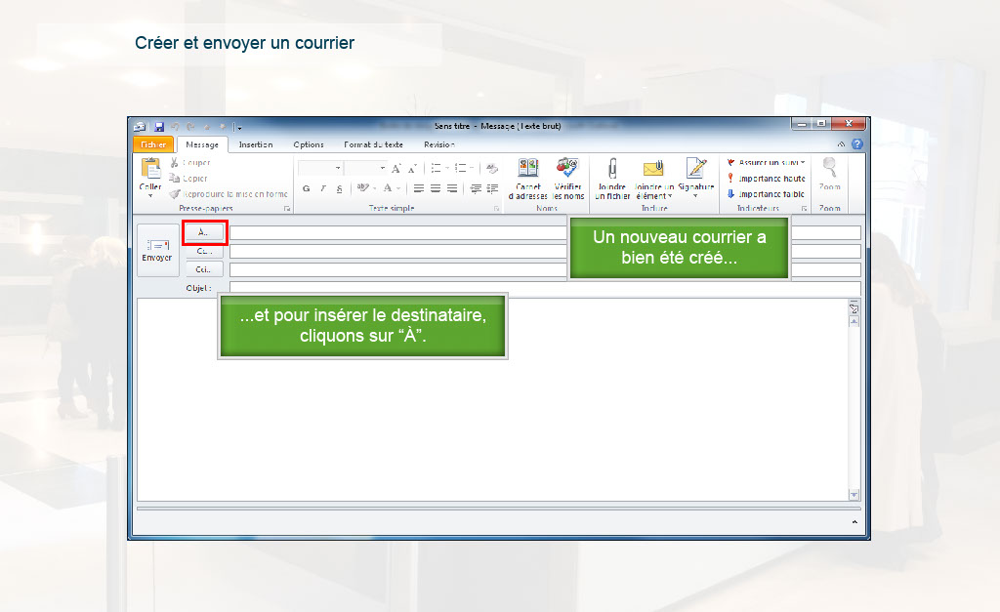 Créer et envoyer un courrier
Sans titre - Message (Texte brut)
Fichier Message Insertion Options Format du texte Révision
Coller
Couper
Copier
Reproduire la mise en forme
Presse-papiers
G I S
Texte simple
Carnet d'adresses
Vérifier les noms
Noms
Joindre un fichier
Joindre un élément
Signature
Inclure
Assurer un suivi
Importance haute
Importance faible
Indicateurs
Zoom
Zoom
Envoyer
À...
Cc...
Cci...
Objet :
Un nouveau courrier a
bien été créé...
...et pour insérer le destinataire,
cliquons sur “À”.